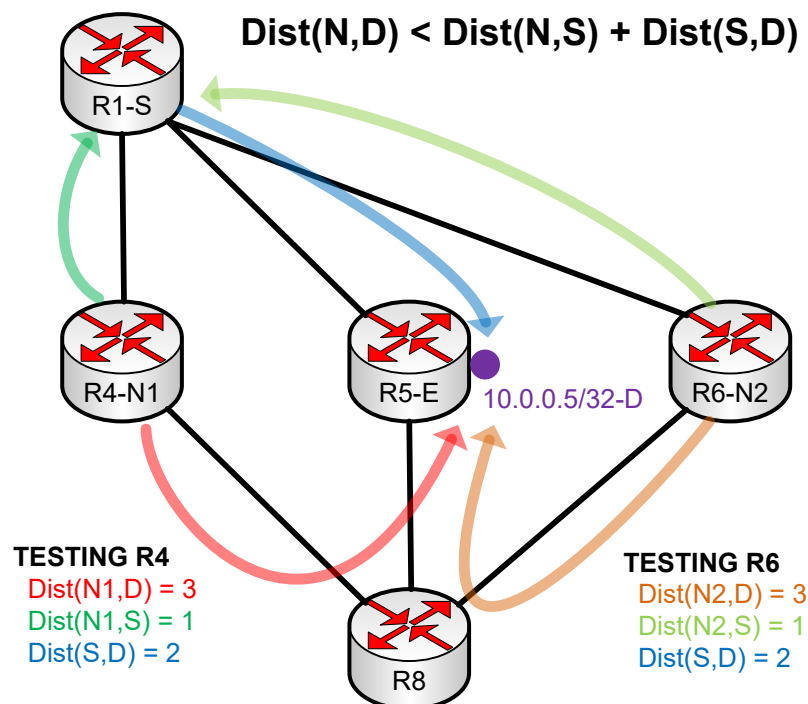 Dist(N,D) < Dist(N,S) + Dist(S,D)
R1-S
R4-N1
R5-E
10.0.0.5/32-D
R6-N2
TESTING R4
Dist(N1,D) = 3
Dist(N1,S) = 1
Dist(S,D) = 2
TESTING R6
Dist(N2,D) = 3
Dist(N2,S) = 1
Dist(S,D) = 2
R8